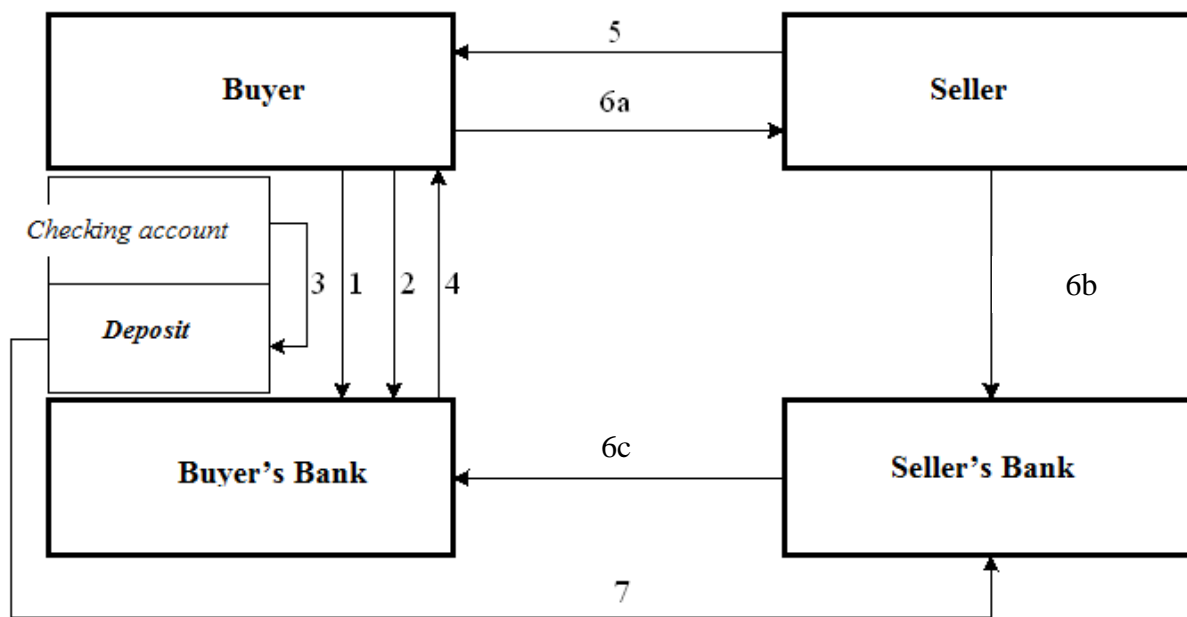 5
Buyer
Seller
6a
Checking account
3
1
2
4
6b
Deposit
6c
Buyer’s Bank
Seller’s Bank
7